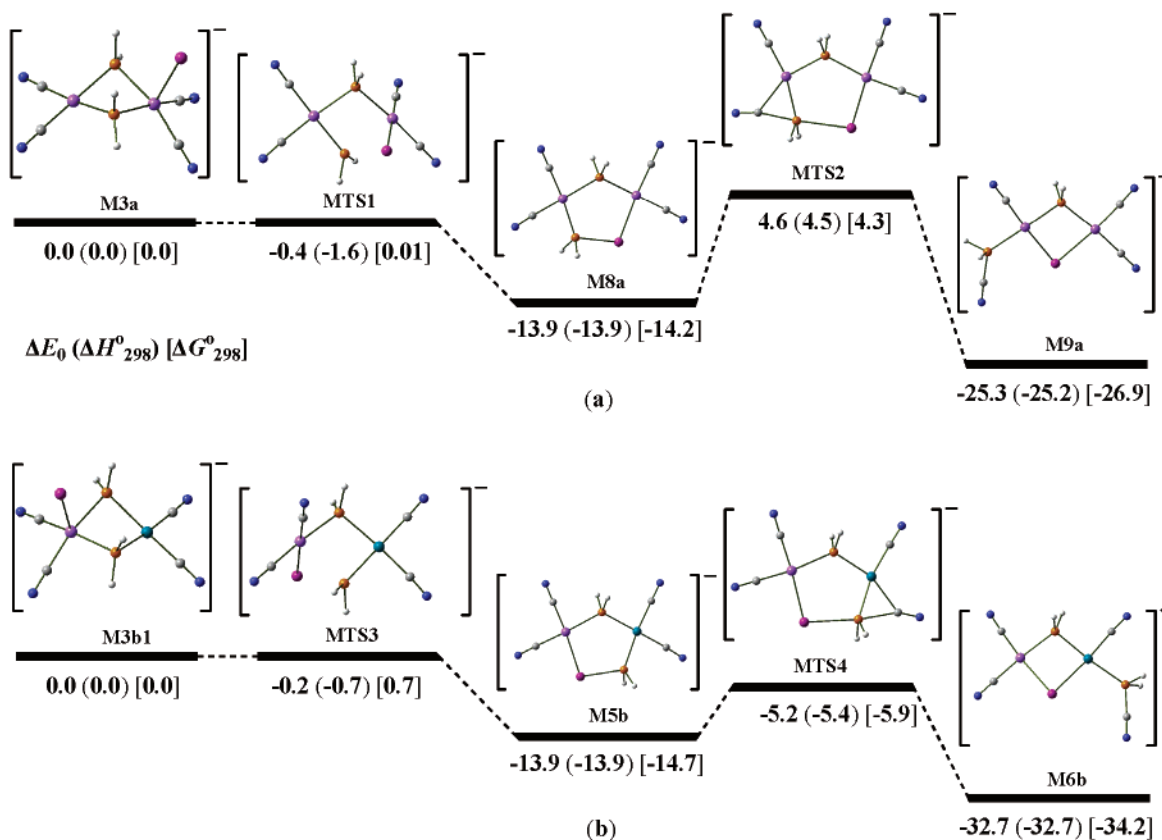 M3a
0.0 (0.0) [0.0]
MTS1
-0.4 (-1.6) [0.01]
M8a
-13.9 (-13.9) [-14.2]
MTS2
4.6 (4.5) [4.3]
M9a
-25.3 (-25.2) [-26.9]
ΔE₀ (ΔH°₂₉₈) [ΔG°₂₉₈]
(a)
M3b1
0.0 (0.0) [0.0]
MTS3
-0.2 (-0.7) [0.7]
M5b
-13.9 (-13.9) [-14.7]
MTS4
-5.2 (-5.4) [-5.9]
M6b
-32.7 (-32.7) [-34.2]
(b)